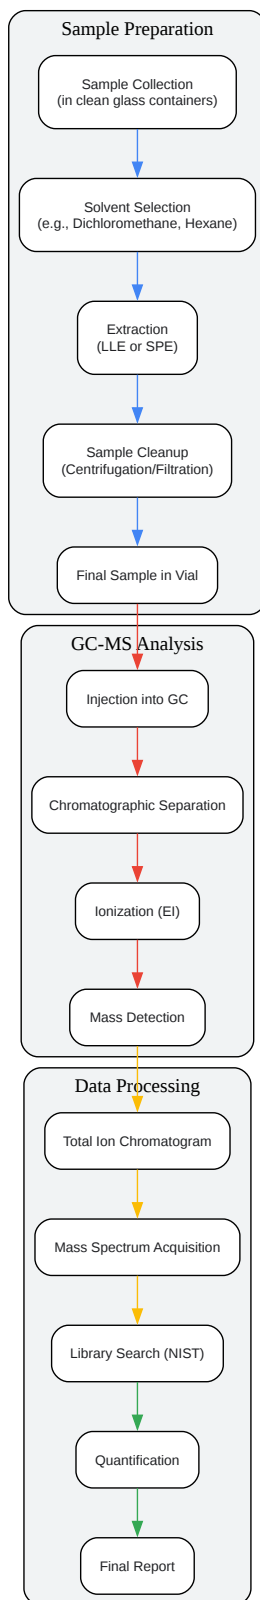 Sample Preparation
Sample Collection
(in clean glass containers)
Solvent Selection
(e.g., Dichloromethane, Hexane)
Extraction
(LLE or SPE)
Sample Cleanup
(Centrifugation/Filtration)
Final Sample in Vial
GC-MS Analysis
Injection into GC
Chromatographic Separation
Ionization (EI)
Mass Detection
Data Processing
Total Ion Chromatogram
Mass Spectrum Acquisition
Library Search (NIST)
Quantification
Final Report